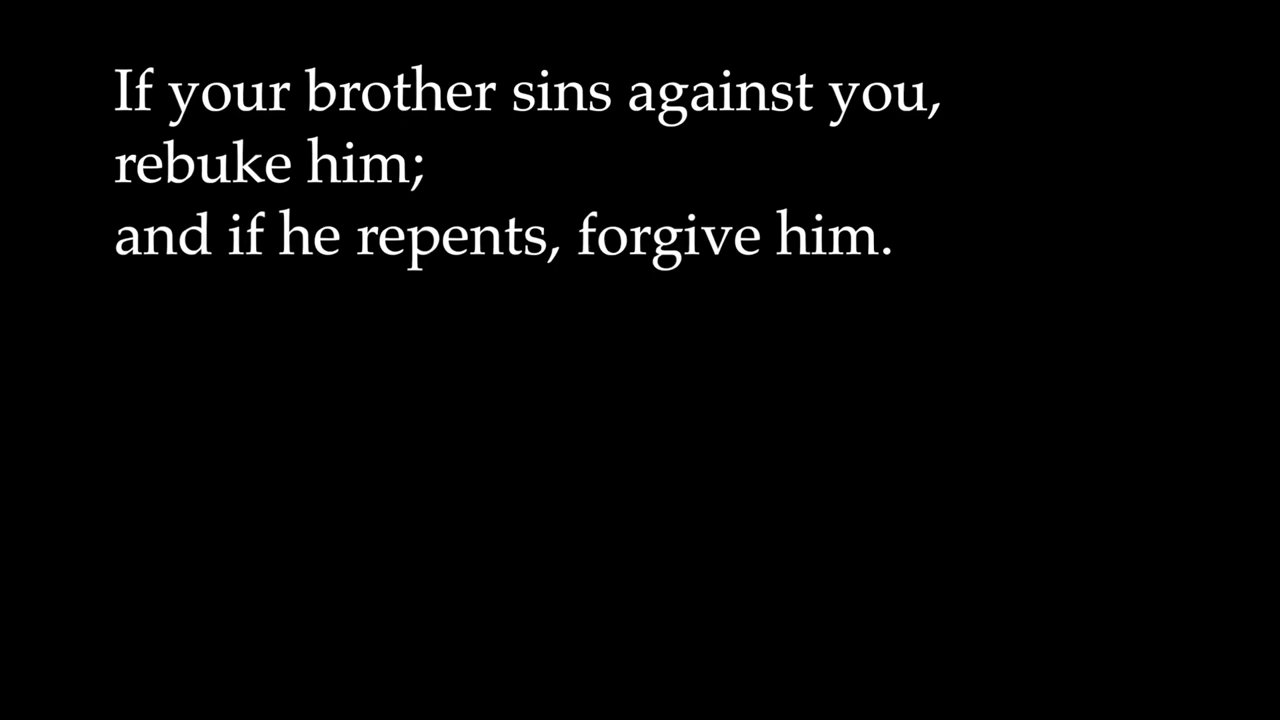 If your brother sins against you,
rebuke him;
and if he repents, forgive him.